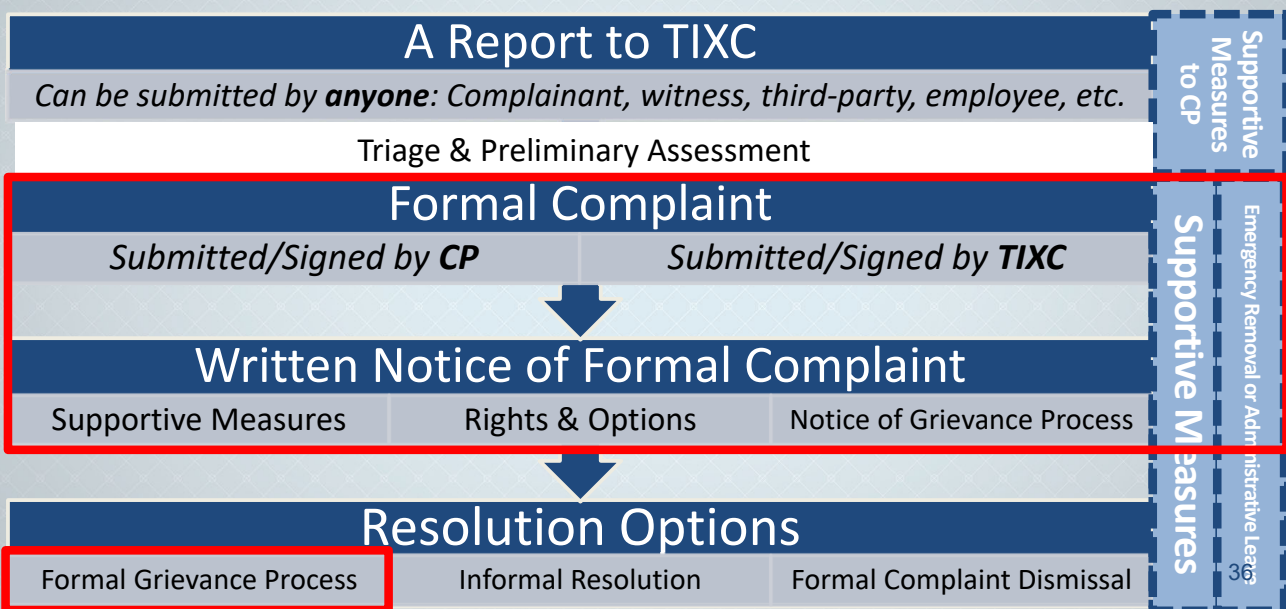 A Report to TIXC
Can be submitted by anyone: Complainant, witness, third-party, employee, etc.
Triage & Preliminary Assessment
Supportive
Measures
to CP
Formal Complaint
Submitted/Signed by CP
Submitted/Signed by TIXC
Written Notice of Formal Complaint
Supportive Measures
Rights & Options
Notice of Grievance Process
Resolution Options
Formal Grievance Process
Informal Resolution
Formal Complaint Dismissal
Supportive Measures
Emergency Removal or Administrative Leave
36